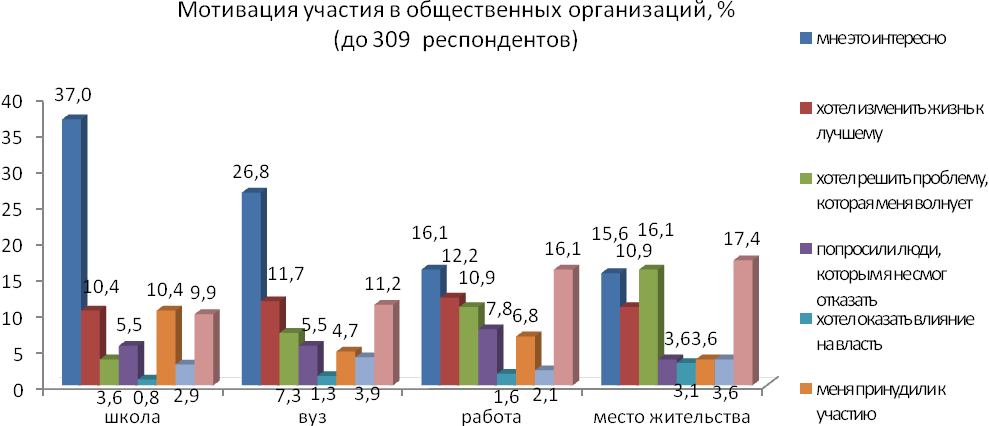 Мотивация участия в общественных организаций, %
(до 309 респондентов)
40
35
30
25
20
15
10
5
0
37,0
10,4
3,6
5,5
0,8
10,4
2,9
9,9
26,8
11,7
7,3
5,5
1,3
4,7
3,9
11,2
16,1
12,2
10,9
7,8
1,6
6,8
2,1
16,1
15,6
10,9
16,1
3,6
3,1
3,6
3,6
17,4
школа
вуз
работа
место жительства
мне это интересно
хотел изменить жизнь к
лучшему
хотел решить проблему,
которая меня волнует
попросили люди,
которым я не смог
отказать
хотел оказать влияние
на власть
меня принудили к
участию